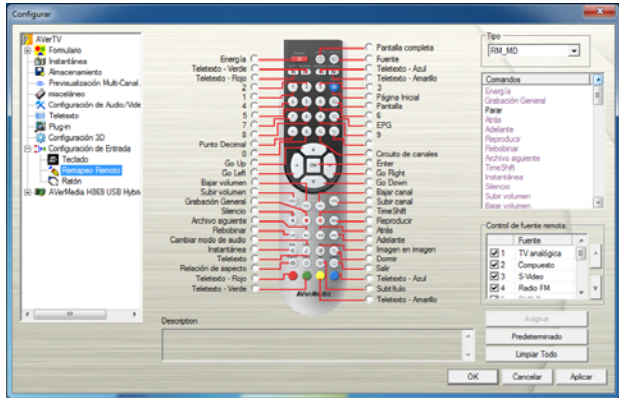 Configurar
AVerTV
Formulario
Instantánea
Almacenamiento
Previsualización Multi-Canal.
misceláneo
Configuración de Audio/Víde
Teletexto
Plug-in
Configuración 3D
Configuración de Entrada
Teclado
Remapeo Remoto
Ratón
AVerMedia H869 USB Hybri
Energía
Teletexto - Verde
Teletexto - Rojo
2
1
4
5
7
8
Punto Decimal
0
Go Up
Go Left
Bajar volumen
Subir volumen
Grabación General
Silencio
Archivo siguiente
Rebobinar
Cambiar modo de audio
Instantánea
Teletexto
Relación de aspecto
Teletexto - Rojo
Teletexto - Verde
AVerMedia
Pantalla completa
Fuente
Teletexto - Azul
Teletexto - Amarillo
3
Página Inicial
Pantalla
6
EPG
9
Circuito de canales
Enter
Go Right
Go Down
Bajar canal
Subir canal
TimeShift
Reproducir
Atrás
Adelante
Imagen en imagen
Dormir
Salir
Teletexto - Azul
Subtítulo
Teletexto - Amarillo
Tipo
RM_MD
Comandos
Energía
Grabación General
Parar
Atrás
Adelante
Reproducir
Rebobinar
Archivo siguiente
TimeShift
Instantánea
Silencio
Subir volumen
Bajar volumen
Control de fuente remota
Fuente
1 TV analógica
2 Compuesto
3 S-Video
4 Radio FM
Asignar
Predeterminado
Limpiar Todo
Description
OK
Cancelar
Aplicar